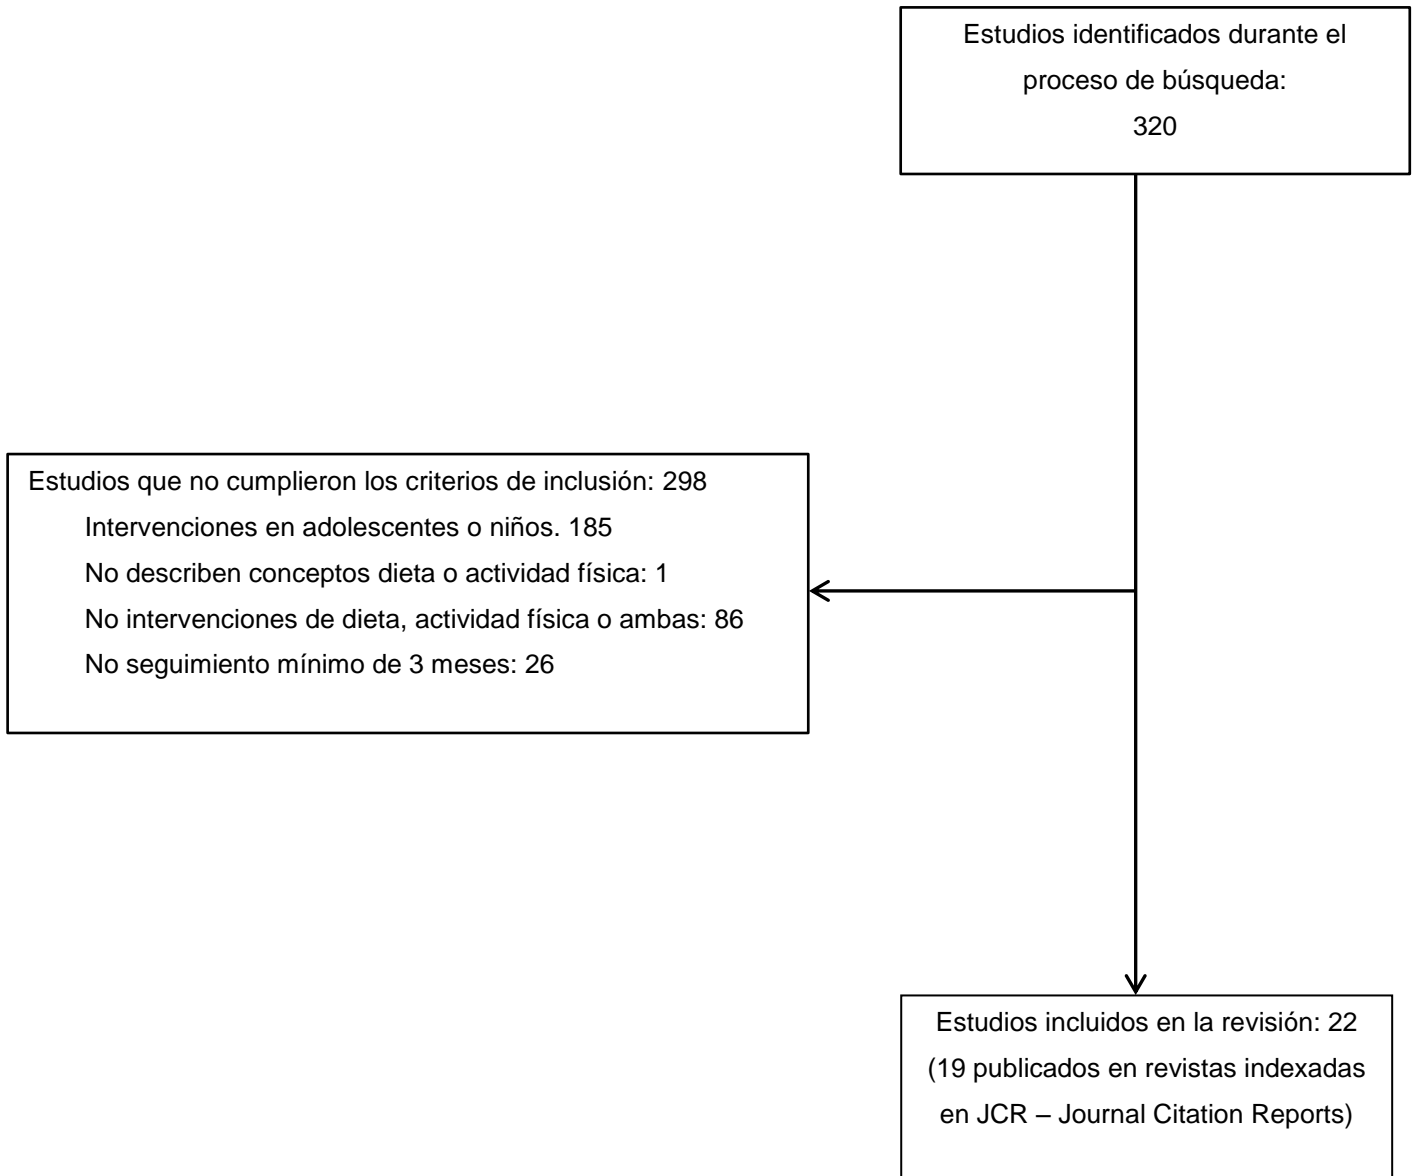 Estudios identificados durante el
proceso de búsqueda:
320
Estudios que no cumplieron los criterios de inclusión: 298
Intervenciones en adolescentes o niños. 185
No describen conceptos dieta o actividad física: 1
No intervenciones de dieta, actividad física o ambas: 86
No seguimiento mínimo de 3 meses: 26
Estudios incluidos en la revisión: 22
(19 publicados en revistas indexadas
en JCR – Journal Citation Reports)